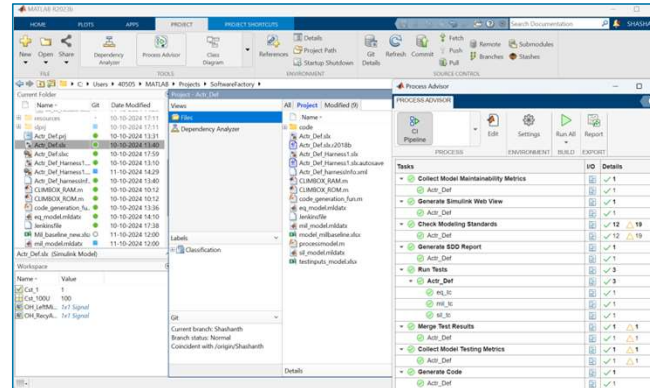 MATLAB R2023b
HOME
PLOTS
APPS
PROJECT
PROJECT SHORTCUTS
Search Documentation
SHASHA
New
Open
Share
Dependency Analyzer
Process Advisor
Class Diagram
References
Details
Project Path
Startup Shutdown
Git Details
Refresh
Commit
Fetch
Push
Pull
Remote
Branches
Submodules
Stashes
FILE
TOOLS
ENVIRONMENT
SOURCE CONTROL
C: Users 40505 MATLAB Projects SoftwareFactory
Current Folder
Name
Git
Date Modified
resources
10-10-2024 17:11
slprj
10-10-2024 17:11
Actr_Def.prj
10-10-2024 13:31
Actr_Def.slx
10-10-2024 13:40
Actr_Def.slxc
10-10-2024 17:59
Actr_Def_Harness1....
10-10-2024 13:10
Actr_Def_Harness1....
11-10-2024 14:29
Actr_Def_HarnessInf...
10-10-2024 13:40
CLIMBOX_RAM.m
10-10-2024 10:12
CLIMBOX_ROM.m
10-10-2024 10:12
code_generation_fu...
10-10-2024 13:36
eq_model.mldatx
10-10-2024 14:10
Jenkinsfile
10-10-2024 17:38
Mil_baseline_new.xlsx
11-10-2024 12:00
mil_model.mldatx
11-10-2024 12:00
Actr_Def.slx (Simulink Model)
Workspace
Name
Value
Cst_1
1
Cst_100U
100
OH_LeftMi...
1x1 Signal
OH_RecyA...
1x1 Signal
Project - Actr_Def
Views
Files
Dependency Analyzer
Labels
Classification
Git
Current branch: Shashanth
Branch status: Normal
Coincident with /origin/Shashanth
All
Project
Modified (9)
Name
code
Actr_Def.slx
Actr_Def.slx.r2018b
Actr_Def_Harness1.slx
Actr_Def_Harness1.slx.autosave
Actr_Def_HarnessInfo.xml
CLIMBOX_RAM.m
CLIMBOX_ROM.m
code_generation_fun.m
eq_model.mldatx
Jenkinsfile
mil_model.mldatx
model_milbaseline.xlsx
processmodel.m
sil_model.mldatx
testinputs_model.xlsx
Details
Process Advisor
PROCESS ADVISOR
CI Pipeline
Edit
Settings
Run All
Report
PROCESS
ENVIRONMENT
BUILD
EXPORT
Tasks
I/O
Details
Collect Model Maintainability Metrics
1
Actr_Def
1
Generate Simulink Web View
1
Actr_Def
1
Check Modeling Standards
12
19
Actr_Def
12
19
Generate SDD Report
1
Actr_Def
1
Run Tests
3
Actr_Def
3
eq_tc
1
mil_tc
1
sil_tc
1
Merge Test Results
1
1
Actr_Def
1
1
Collect Model Testing Metrics
1
1
Actr_Def
1
1
Generate Code
1
Actr_Def
1